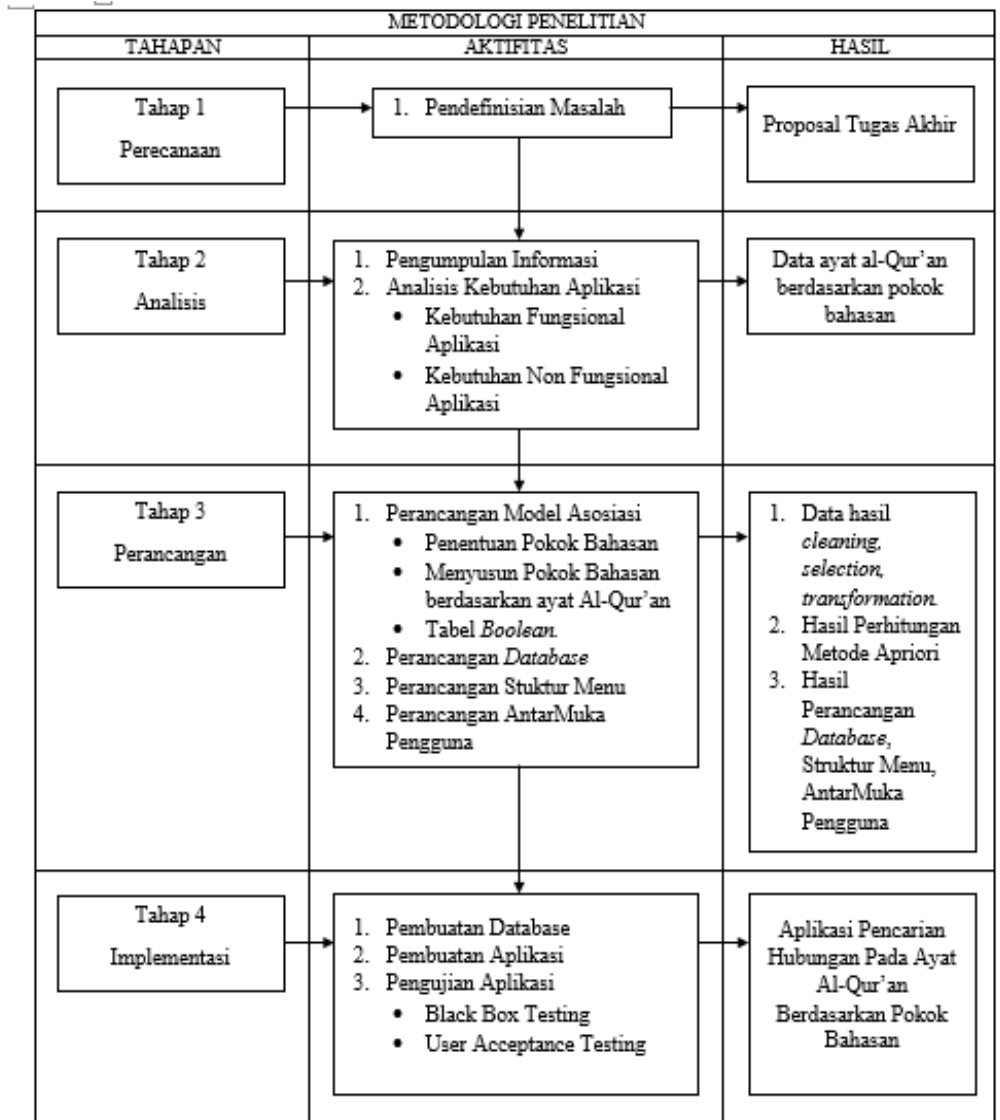 METODOLOGI PENELITIAN
TAHAPAN
AKTIFITAS
HASIL
Tahap 1
Perecanaan
1. Pendefinisian Masalah
Proposal Tugas Akhir
Tahap 2
Analisis
1. Pengumpulan Informasi
2. Analisis Kebutuhan Aplikasi
• Kebutuhan Fungsional
Aplikasi
• Kebutuhan Non Fungsional
Aplikasi
Data ayat al-Qur’an
berdasarkan pokok
bahasan
Tahap 3
Perancangan
1. Perancangan Model Asosiasi
• Penentuan Pokok Bahasan
• Menyusun Pokok Bahasan
berdasarkan ayat Al-Qur’an
• Tabel Boolean.
2. Perancangan Database
3. Perancangan Stuktur Menu
4. Perancangan AntarMuka
Pengguna
1. Data hasil
cleaning,
selection,
transformation.
2. Hasil Perhitungan
Metode Apriori
3. Hasil
Perancangan
Database,
Struktur Menu,
AntarMuka
Pengguna
Tahap 4
Implementasi
1. Pembuatan Database
2. Pembuatan Aplikasi
3. Pengujian Aplikasi
• Black Box Testing
• User Acceptance Testing
Aplikasi Pencarian
Hubungan Pada Ayat
Al-Qur’an
Berdasarkan Pokok
Bahasan